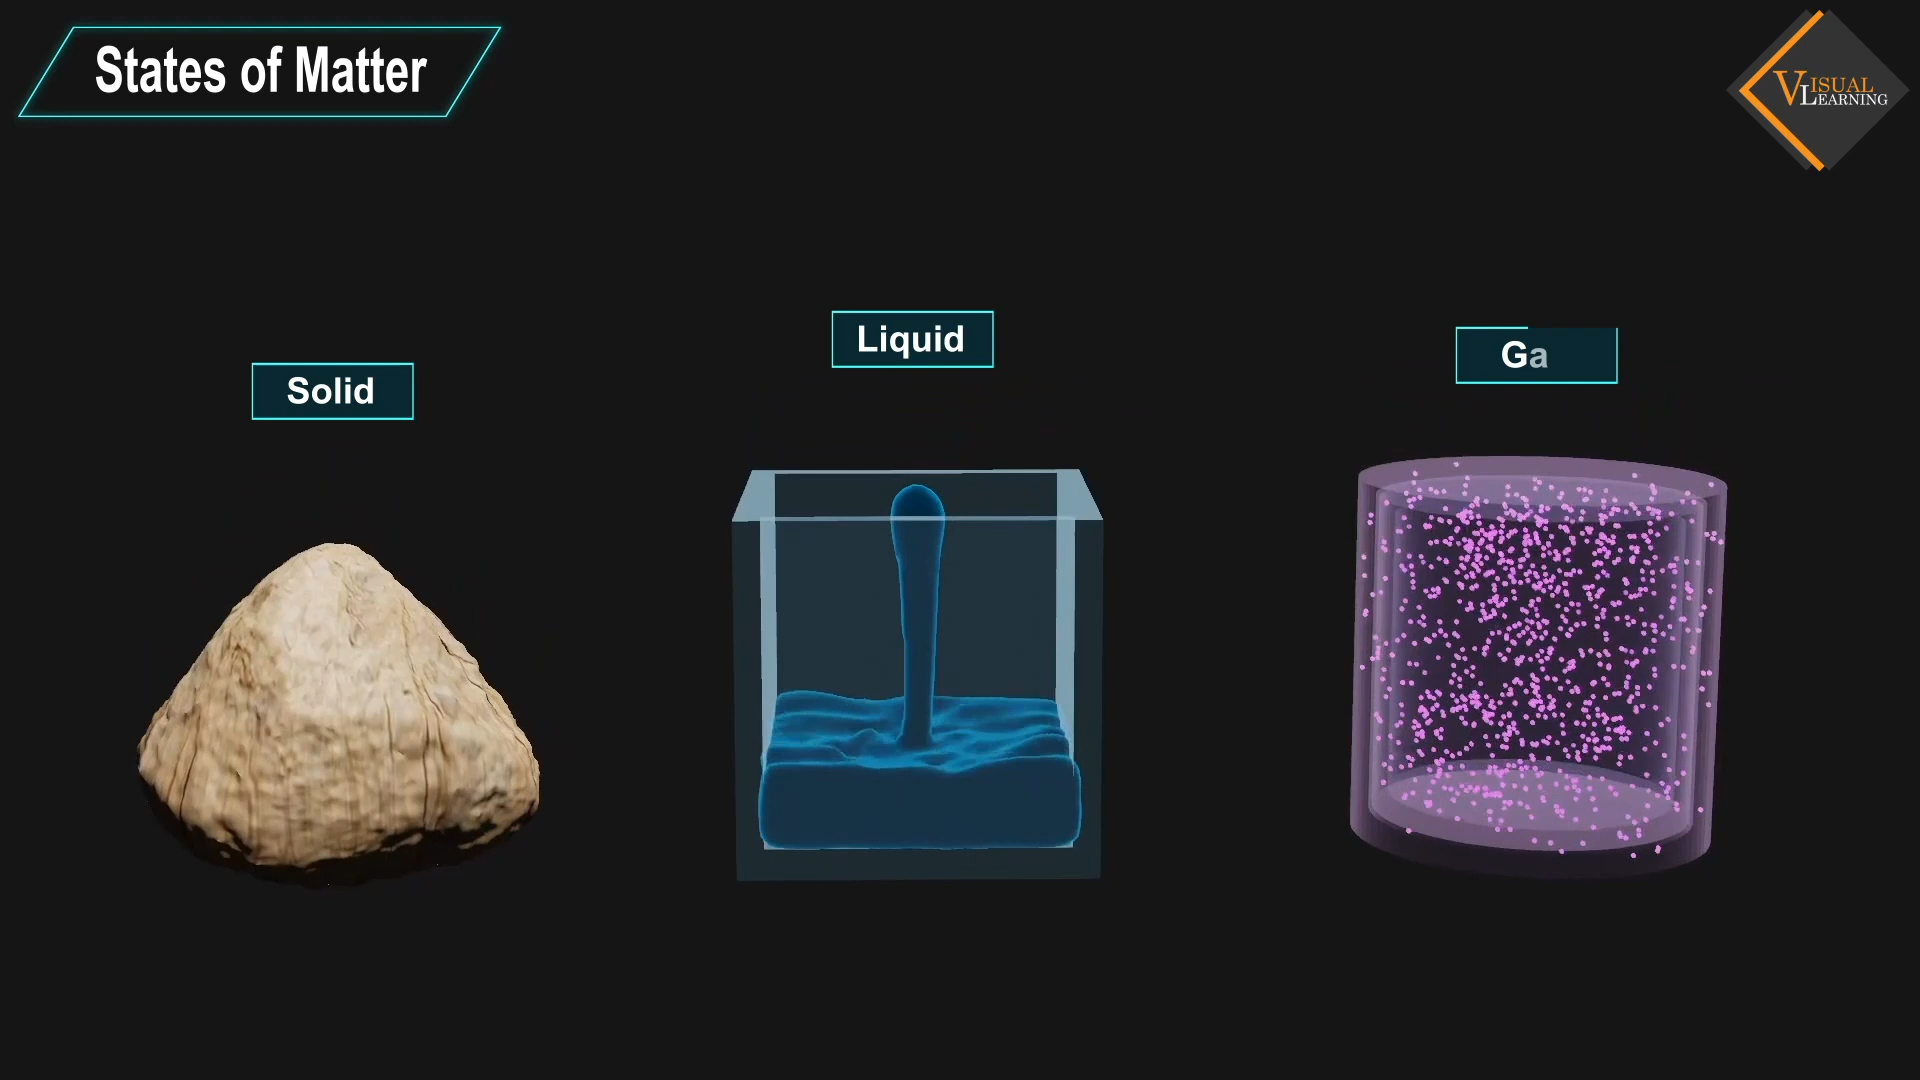 States of Matter
VISUAL
LEARNING
Liquid
Ga
Solid